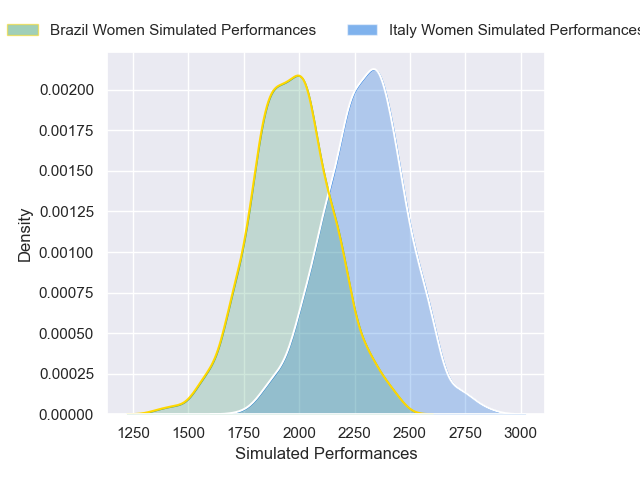 Brazil Women Simulated Performances
Italy Women Simulated Performances
0.00200
0.00175
0.00150
0.00125
0.00100
0.00075
0.00050
0.00025
0.00000
Density
1250 1500 1750 2000 2250 2500 2750 3000
Simulated Performances